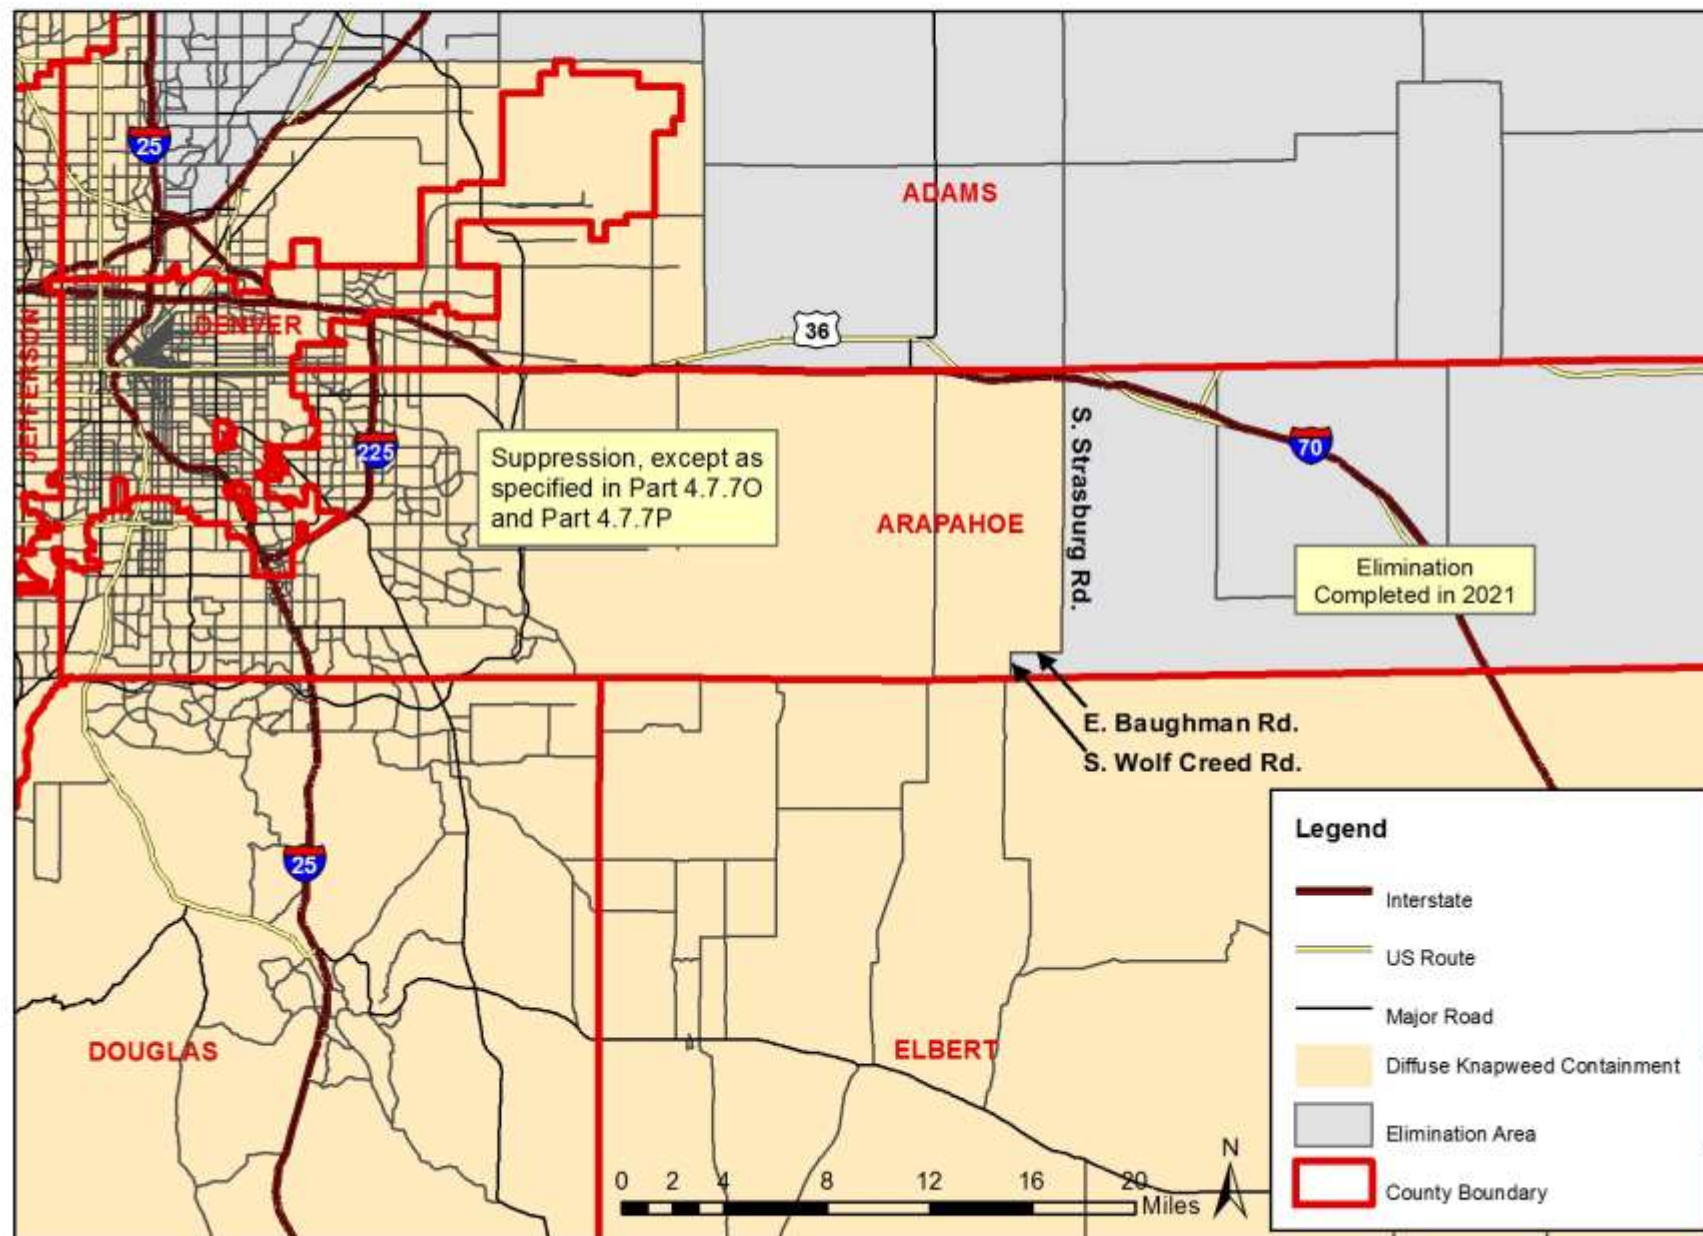 25
ADAMS
36
DENVER
JEFFERSON
225
Suppression, except as
specified in Part 4.7.7O
and Part 4.7.7P
ARAPAHOE
S. Strasburg Rd.
70
Elimination
Completed in 2021
E. Baughman Rd.
S. Wolf Creed Rd.
25
DOUGLAS
ELBERT
Legend
Interstate
US Route
Major Road
Diffuse Knapweed Containment
Elimination Area
County Boundary
N
0 2 4 8 12 16 20
Miles